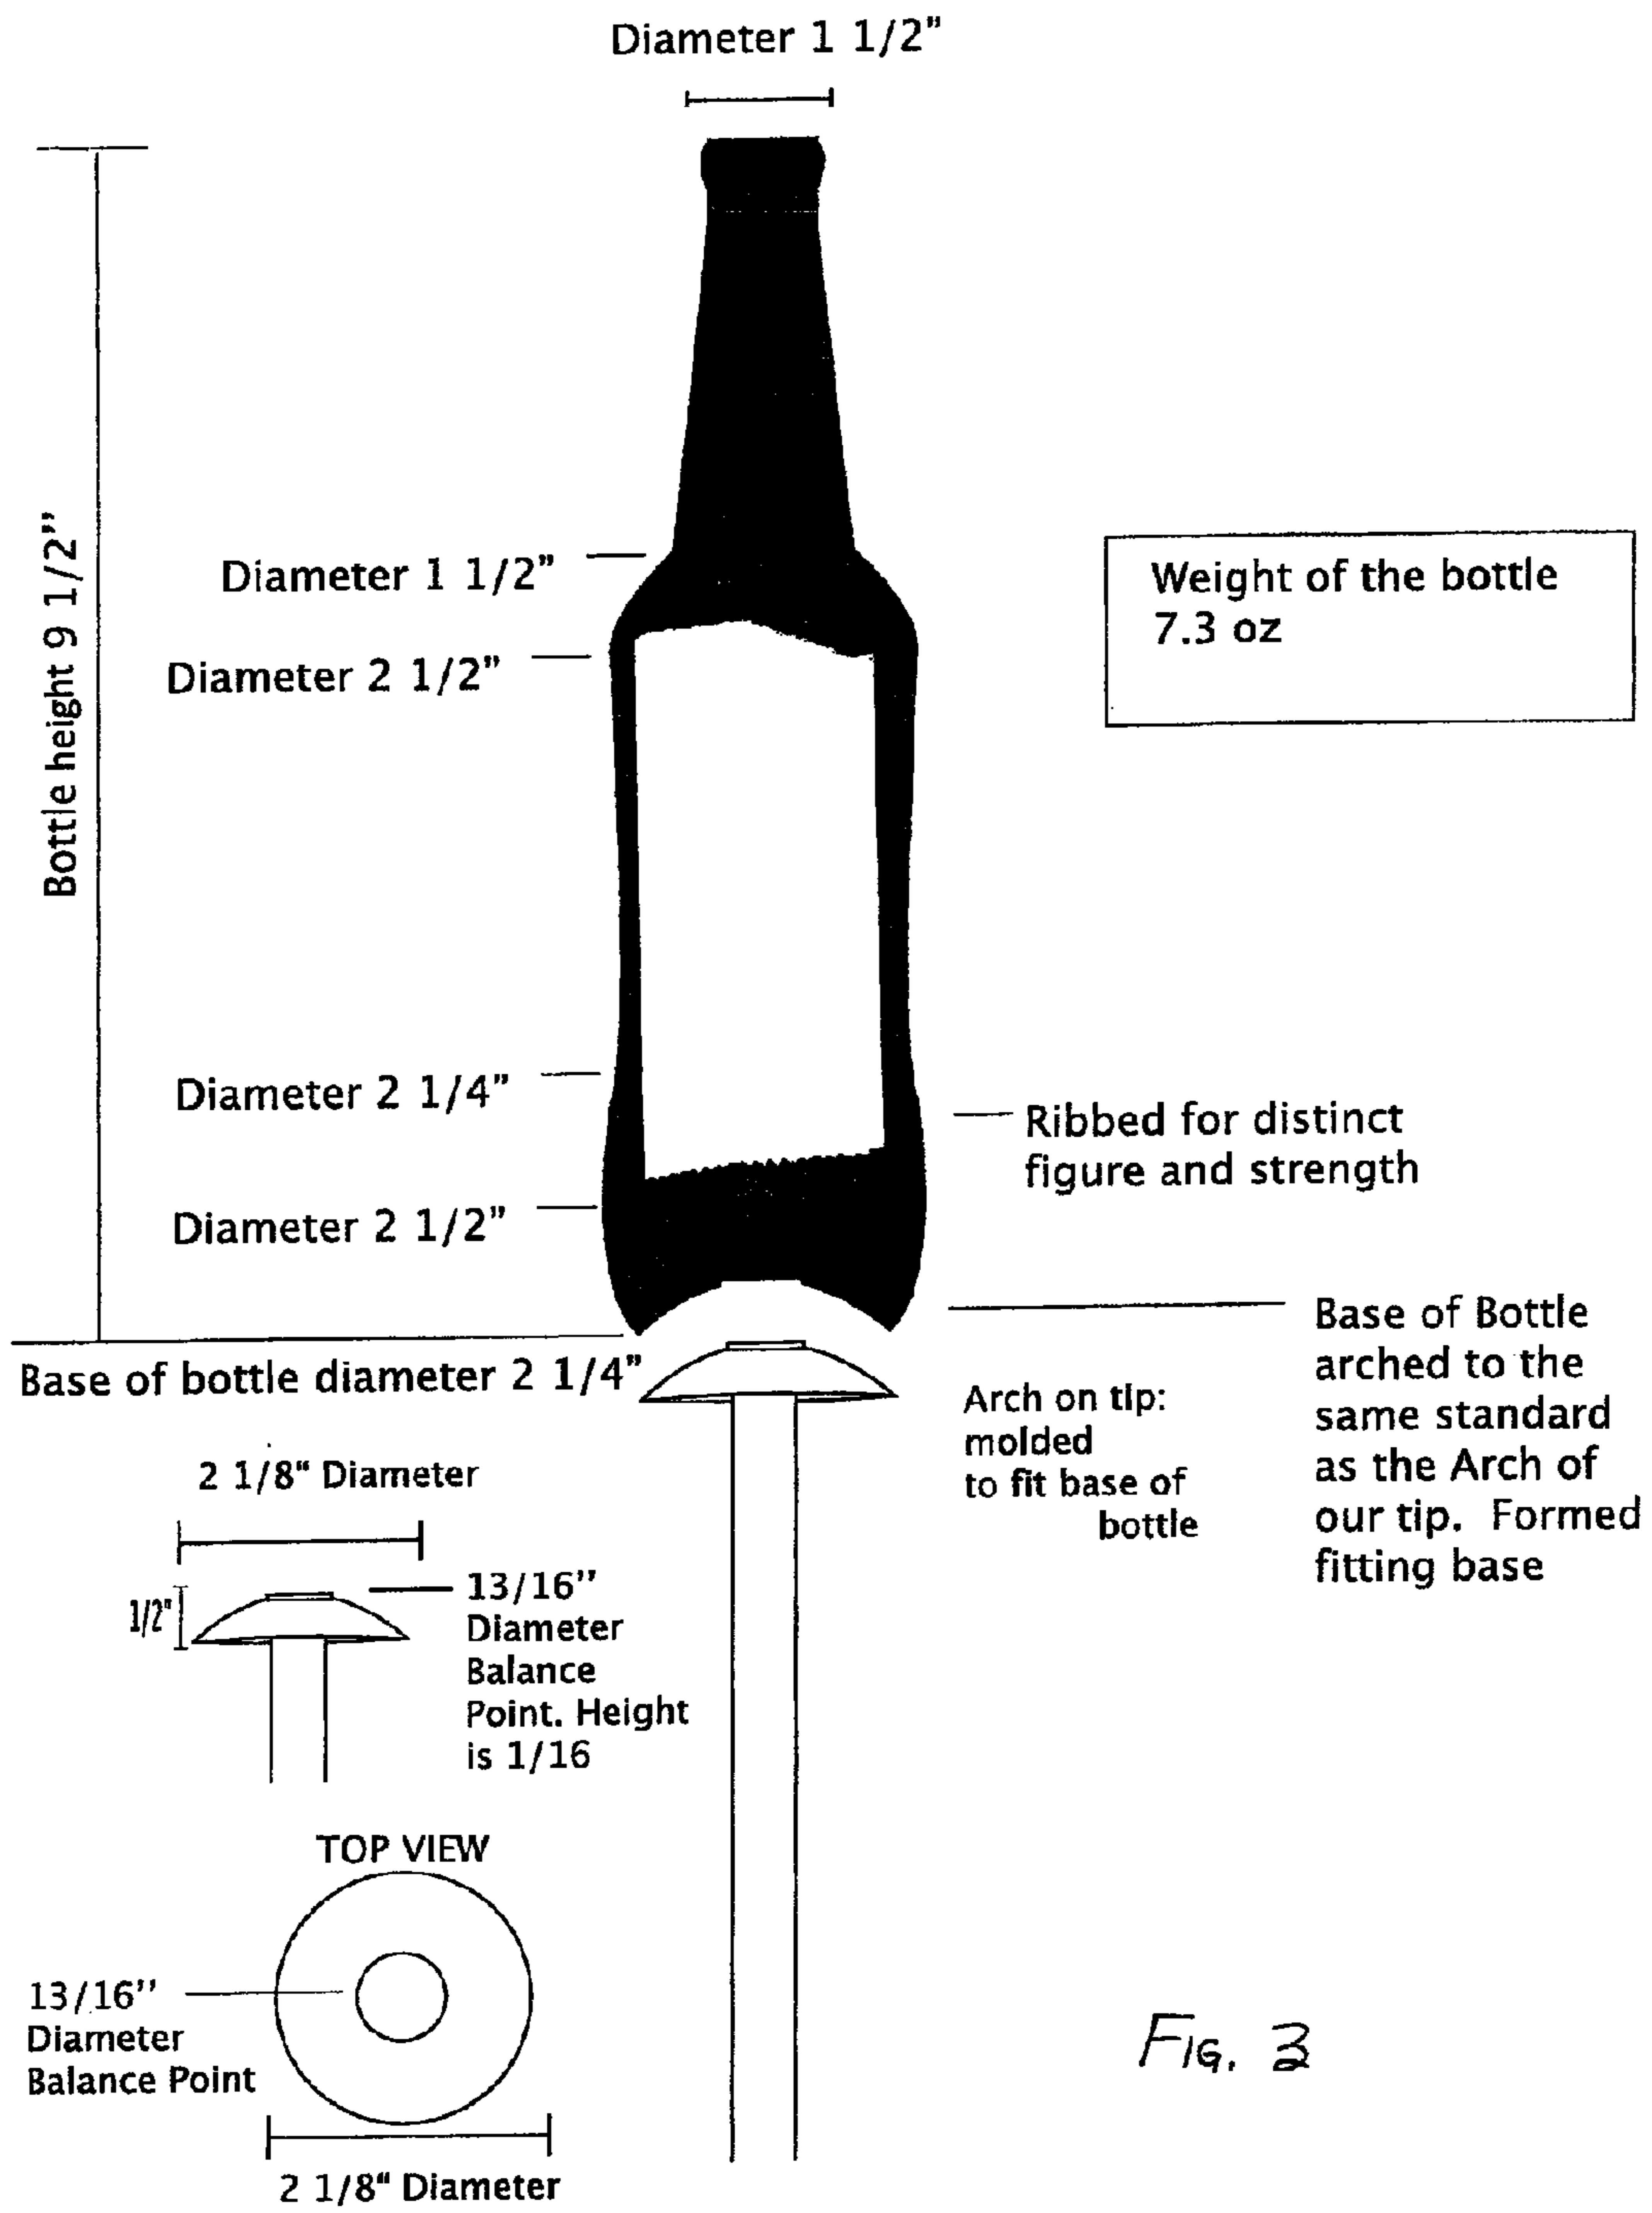 Diameter 1 1/2"
Bottle height 9 1/2"
Diameter 1 1/2"
Weight of the bottle
7.3 oz
Diameter 2 1/2"
Diameter 2 1/4"
Ribbed for distinct
figure and strength
Diameter 2 1/2"
Base of Bottle
arched to the
same standard
as the Arch of
our tip. Formed
fitting base
Base of bottle diameter 2 1/4"
Arch on tip:
molded
to fit base of
bottle
2 1/8" Diameter
1/2"
13/16"
Diameter
Balance
Point. Height
is 1/16
TOP VIEW
13/16"
Diameter
Balance Point
2 1/8" Diameter
FIG. 3